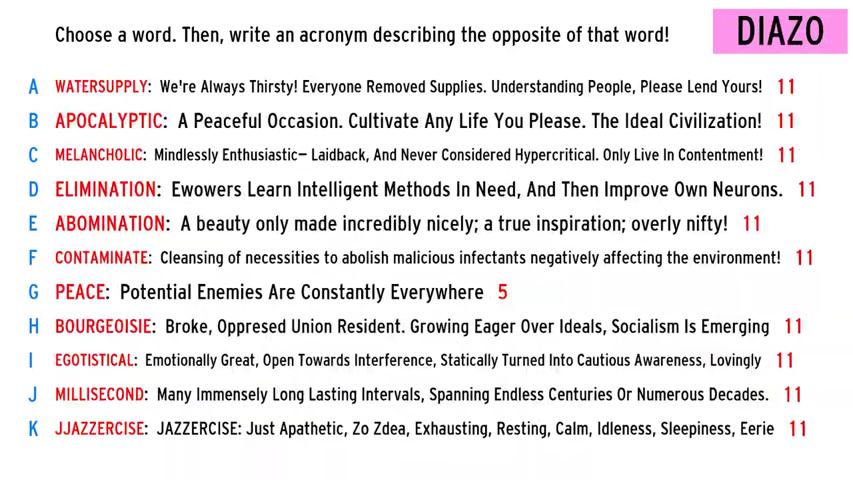 Choose a word. Then, write an acronym describing the opposite of that word!
DIAZO
A WATERSUPPLY: We're Always Thirsty! Everyone Removed Supplies. Understanding People, Please Lend Yours! 11
B APOCALYPTIC: A Peaceful Occasion. Cultivate Any Life You Please. The Ideal Civilization! 11
C MELANCHOLIC: Mindlessly Enthusiastic— Laidback, And Never Considered Hypercritical. Only Live In Contentment! 11
D ELIMINATION: Ewowers Learn Intelligent Methods In Need, And Then Improve Own Neurons. 11
E ABOMINATION: A beauty only made incredibly nicely; a true inspiration; overly nifty! 11
F CONTAMINATE: Cleansing of necessities to abolish malicious infectants negatively affecting the environment! 11
G PEACE: Potential Enemies Are Constantly Everywhere 5
H BOURGEOISIE: Broke, Oppresed Union Resident. Growing Eager Over Ideals, Socialism Is Emerging 11
I EGOTISTICAL: Emotionally Great, Open Towards Interference, Statically Turned Into Cautious Awareness, Lovingly 11
J MILLISECOND: Many Immensely Long Lasting Intervals, Spanning Endless Centuries Or Numerous Decades. 11
K JJAZZERCISE: JAZZERCISE: Just Apathetic, Zo Zdea, Exhausting, Resting, Calm, Idleness, Sleepiness, Eerie 11